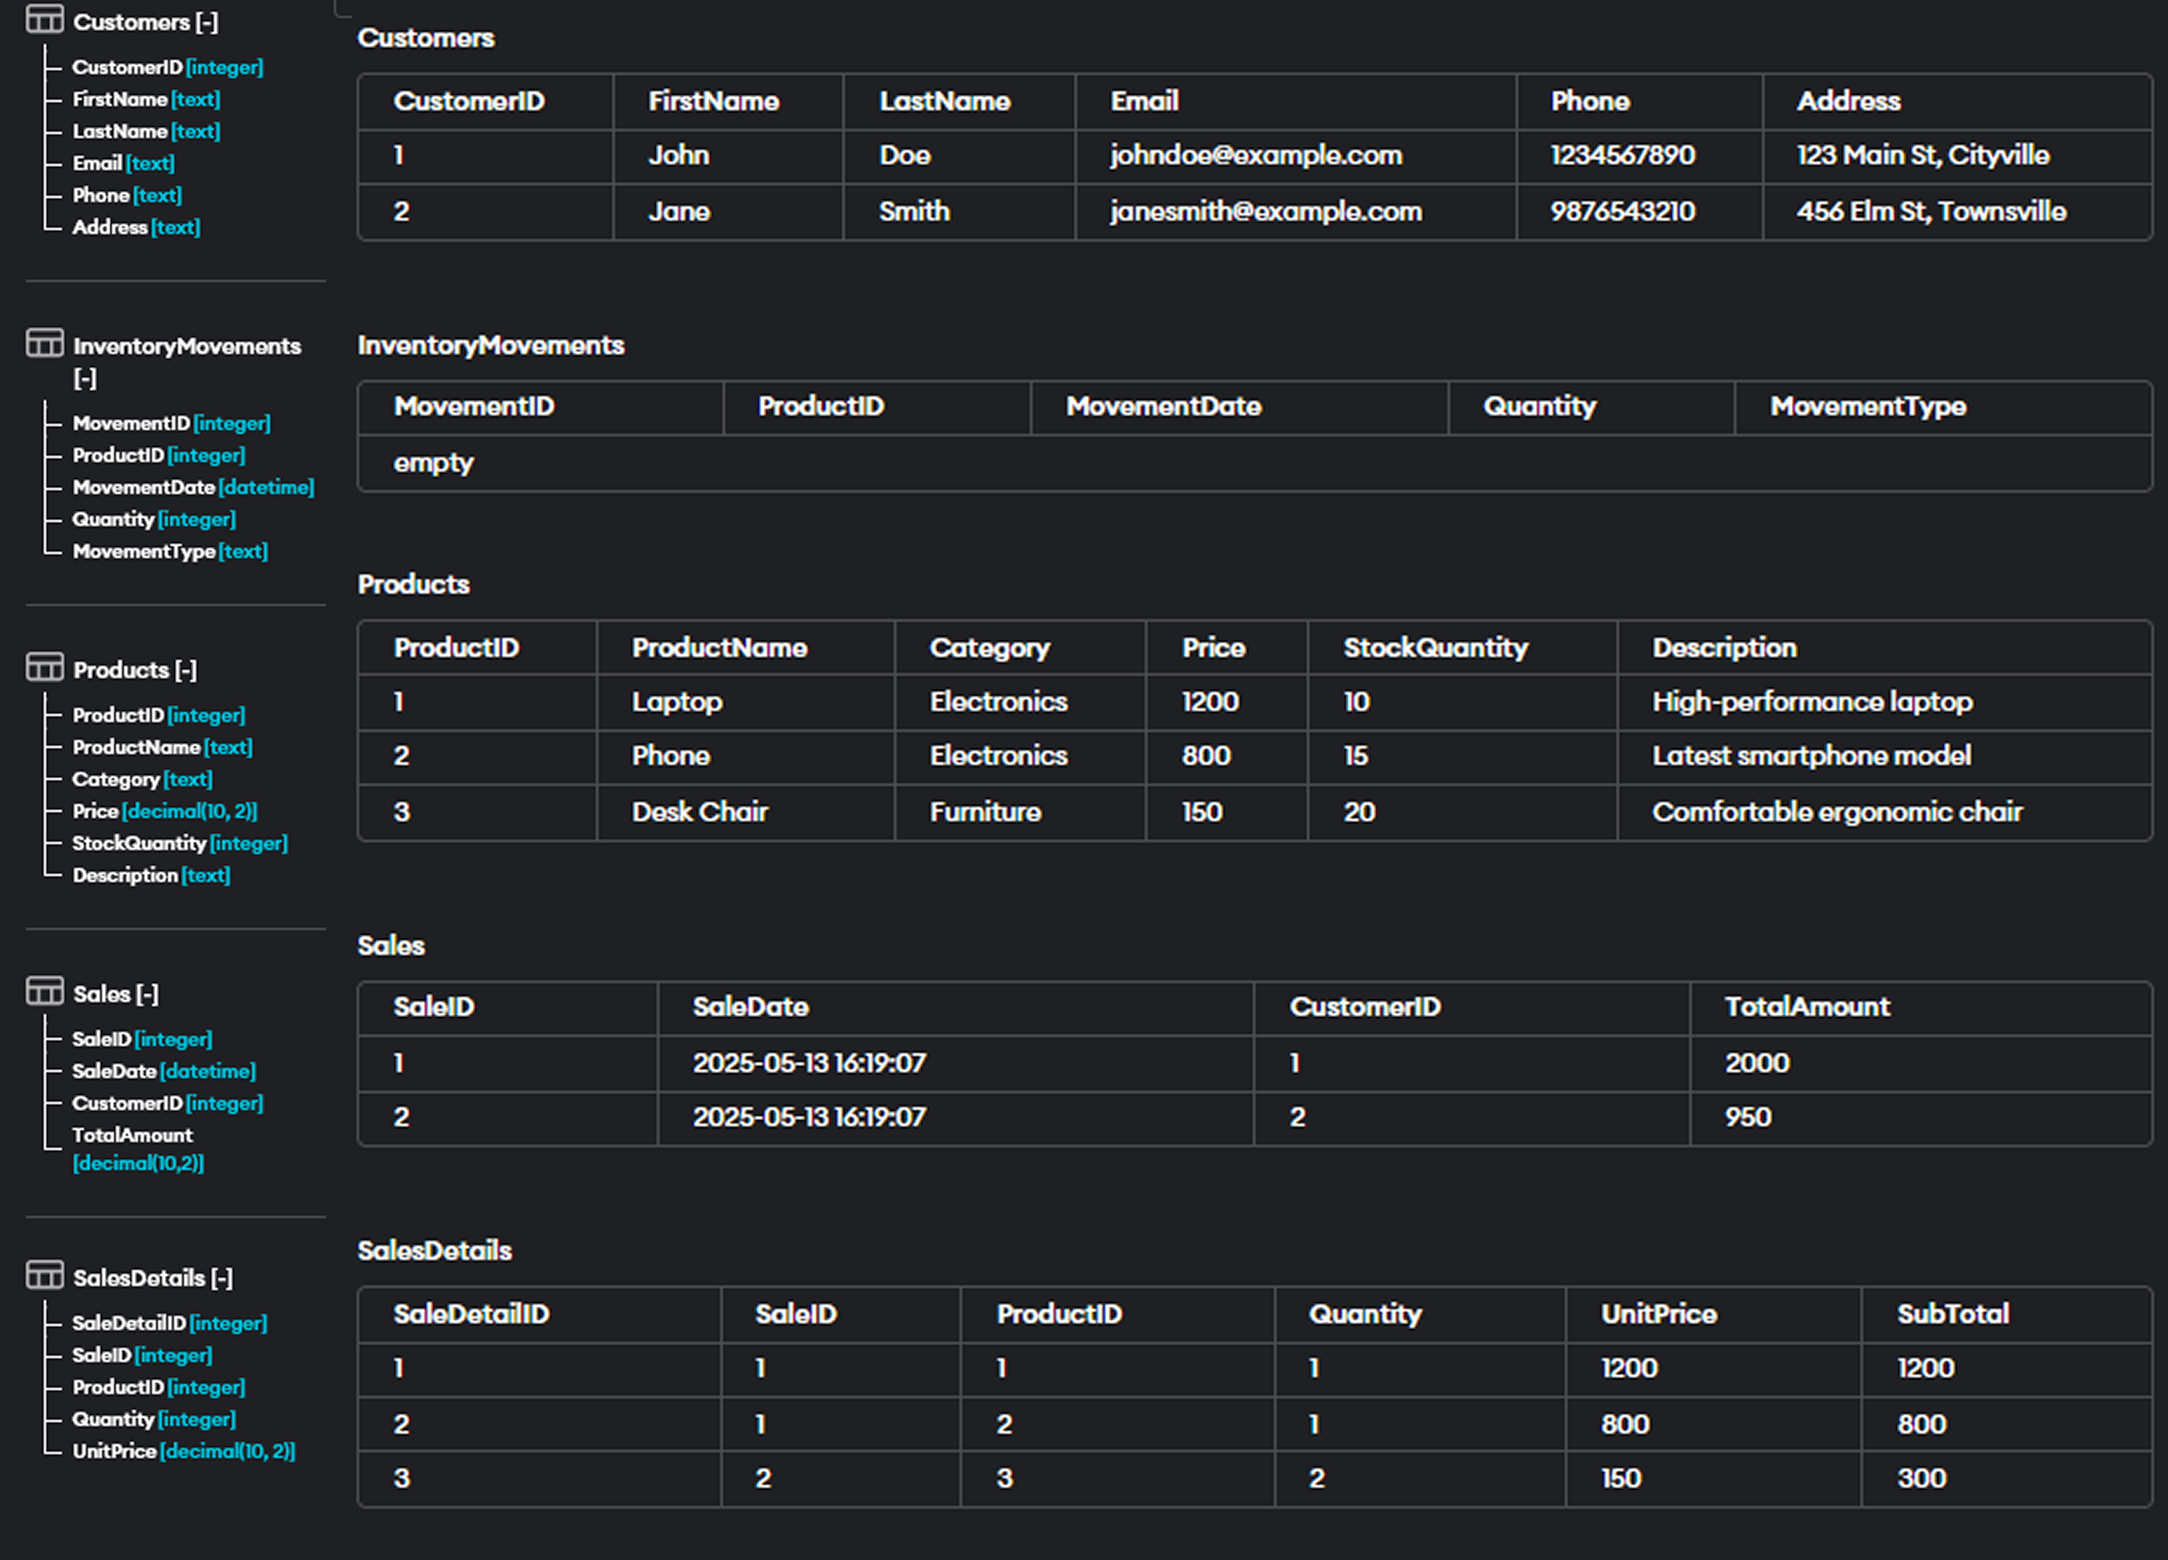 Customers [-]
CustomerID [integer]
FirstName [text]
LastName [text]
Email [text]
Phone [text]
Address [text]
InventoryMovements
[-]
MovementID [integer]
ProductID [integer]
MovementDate [datetime]
Quantity [integer]
MovementType [text]
Products [-]
ProductID [integer]
ProductName [text]
Category [text]
Price [decimal(10, 2)]
StockQuantity [integer]
Description [text]
Sales [-]
SaleID [integer]
SaleDate [datetime]
CustomerID [integer]
TotalAmount
[decimal(10,2)]
SalesDetails [-]
SaleDetailID [integer]
SaleID [integer]
ProductID [integer]
Quantity [integer]
UnitPrice [decimal(10, 2)]
Customers
CustomerID FirstName LastName Email Phone Address
1 John Doe johndoe@example.com 1234567890 123 Main St, Cityville
2 Jane Smith janesmith@example.com 9876543210 456 Elm St, Townsville
InventoryMovements
MovementID ProductID MovementDate Quantity MovementType
empty
Products
ProductID ProductName Category Price StockQuantity Description
1 Laptop Electronics 1200 10 High-performance laptop
2 Phone Electronics 800 15 Latest smartphone model
3 Desk Chair Furniture 150 20 Comfortable ergonomic chair
Sales
SaleID SaleDate CustomerID TotalAmount
1 2025-05-13 16:19:07 1 2000
2 2025-05-13 16:19:07 2 950
SalesDetails
SaleDetailID SaleID ProductID Quantity UnitPrice SubTotal
1 1 1 1 1200 1200
2 1 2 1 800 800
3 2 3 2 150 300